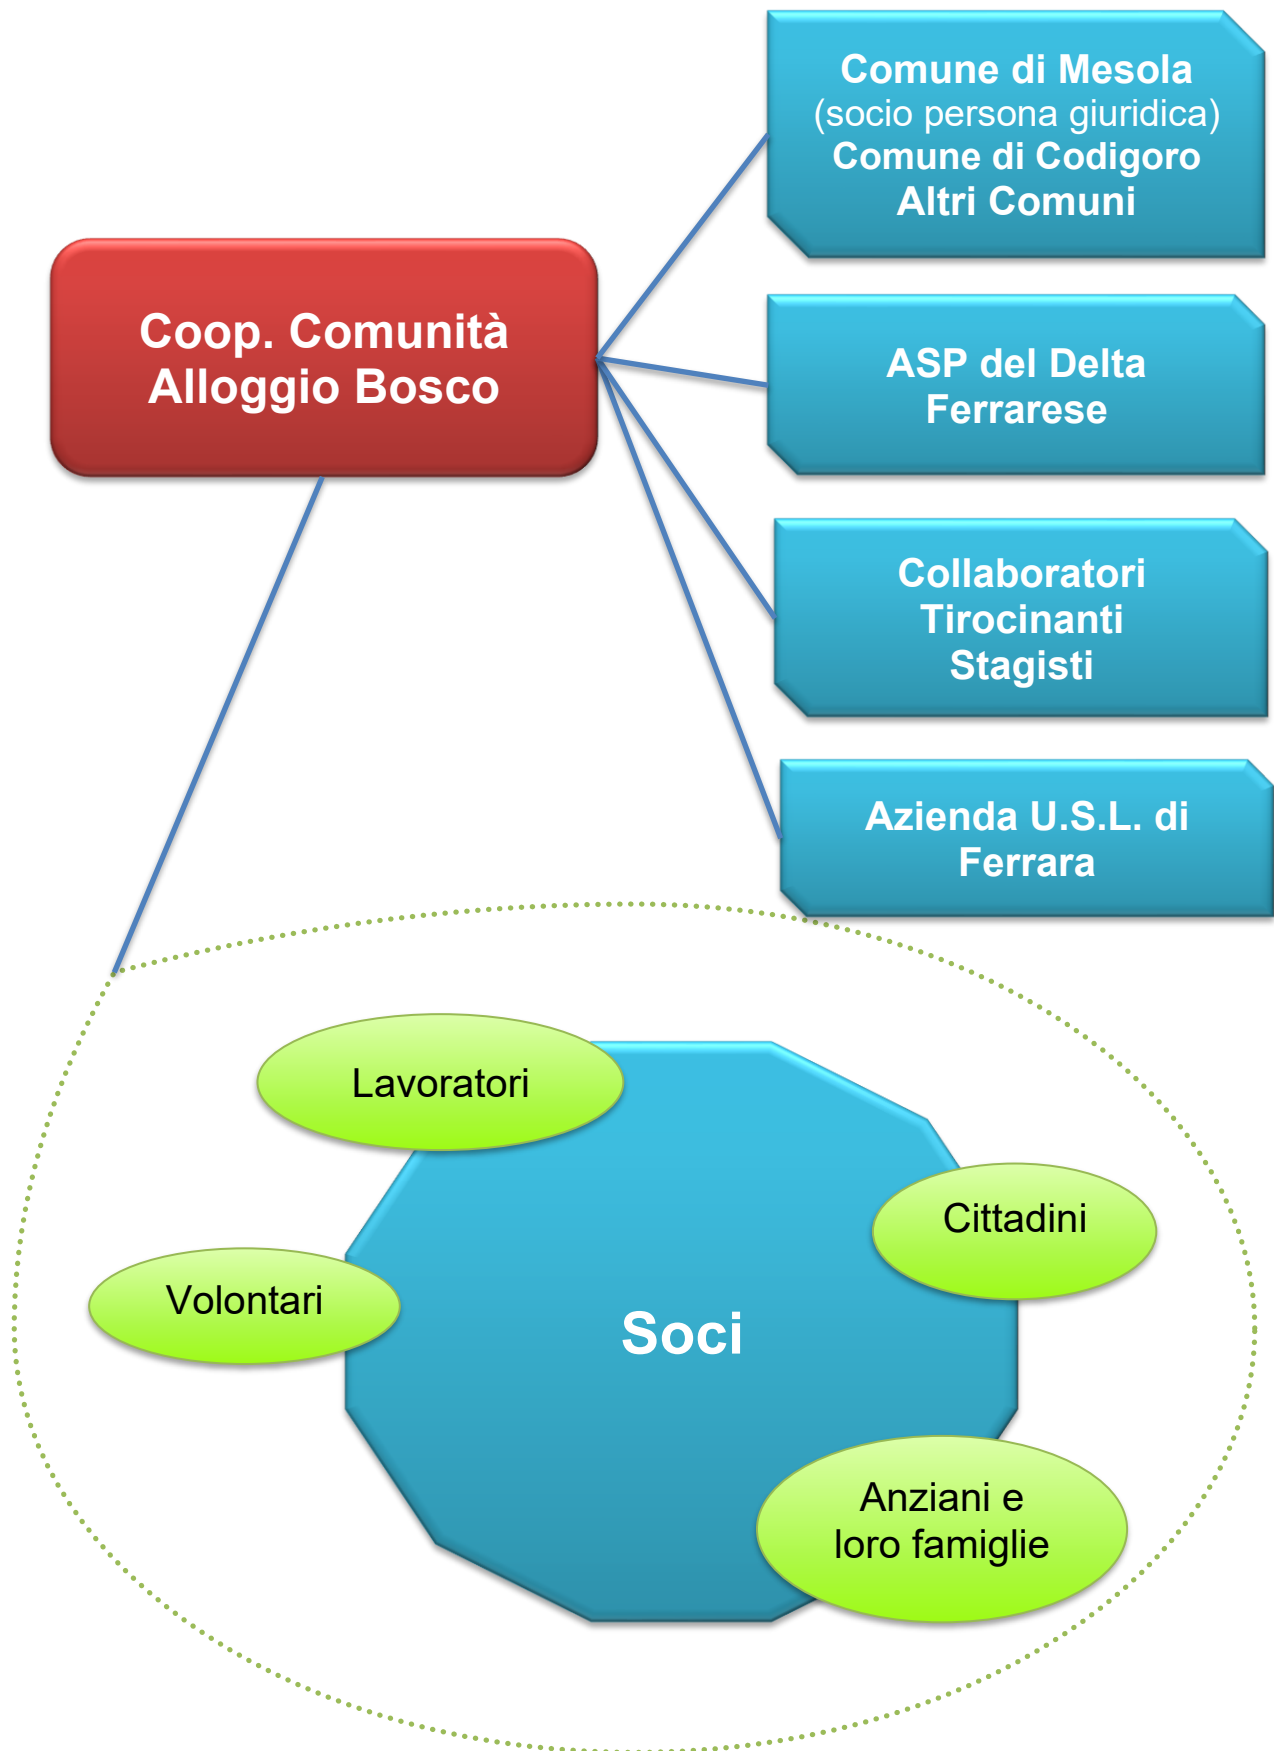 Comune di Mesola
(socio persona giuridica)
Comune di Codigoro
Altri Comuni
Coop. Comunità
Alloggio Bosco
ASP del Delta
Ferrarese
Collaboratori
Tirocinanti
Stagisti
Azienda U.S.L. di
Ferrara
Lavoratori
Cittadini
Volontari
Soci
Anziani e
loro famiglie